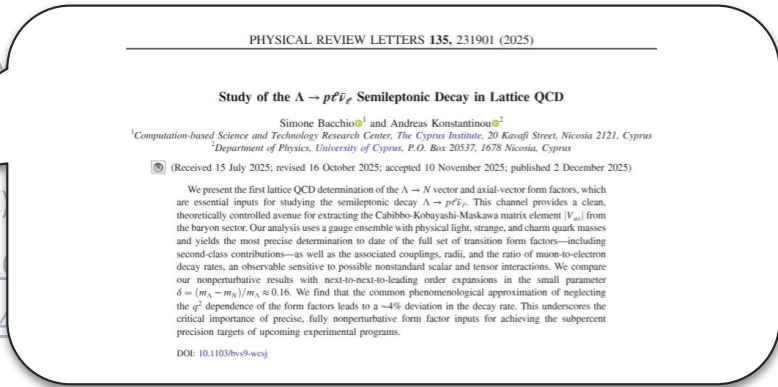 PHYSICAL REVIEW LETTERS 135, 231901 (2025)
Study of the Λ → pℓν̄ℓ Semileptonic Decay in Lattice QCD
Simone Bacchio¹ and Andreas Konstantinou²
¹Computation-based Science and Technology Research Center, The Cyprus Institute, 20 Kavafi Street, Nicosia 2121, Cyprus
²Department of Physics, University of Cyprus, P.O. Box 20537, 1678 Nicosia, Cyprus
(Received 15 July 2025; revised 16 October 2025; accepted 10 November 2025; published 2 December 2025)
We present the first lattice QCD determination of the Λ → N vector and axial-vector form factors, which
are essential inputs for studying the semileptonic decay Λ → pℓν̄ℓ. This channel provides a clean,
theoretically controlled avenue for extracting the Cabibbo-Kobayashi-Maskawa matrix element |Vus| from
the baryon sector. Our analysis uses a gauge ensemble with physical light, strange, and charm quark masses
and yields the most precise determination to date of the full set of transition form factors—including
second-class contributions—as well as the associated couplings, radii, and the ratio of muon-to-electron
decay rates, an observable sensitive to possible nonstandard scalar and tensor interactions. We compare
our nonperturbative results with next-to-next-to-leading order expansions in the small parameter
δ = (mΛ − mN)/mΛ ≈ 0.16. We find that the common phenomenological approximation of neglecting
the q² dependence of the form factors leads to a ~4% deviation in the decay rate. This underscores the
critical importance of precise, fully nonperturbative form factor inputs for achieving the subpercent
precision targets of upcoming experimental programs.
DOI: 10.1103/bvs9-wcsj